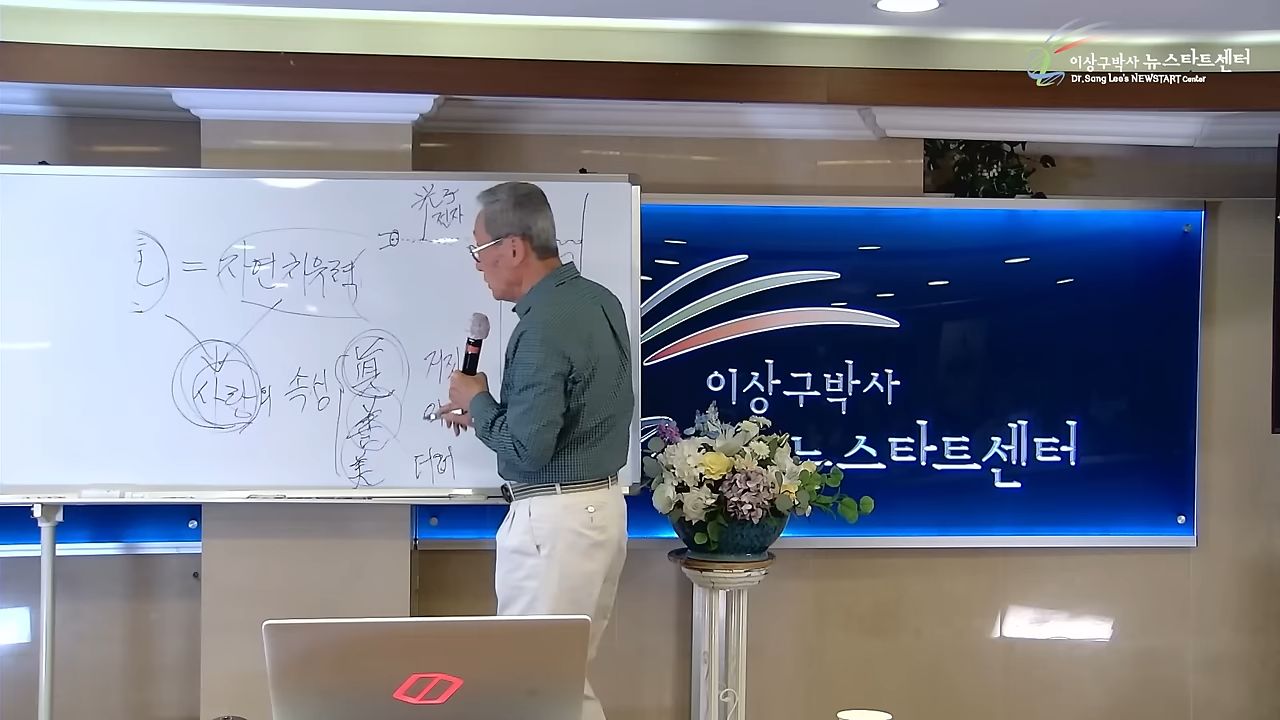 이상구박사 뉴스타트센터
Dr. Sang Lee's NEWSTART Center
光子
전자
= 자연치유력
사랑의 속성
眞
善
美
더러
이상구박사
뉴스타트센터